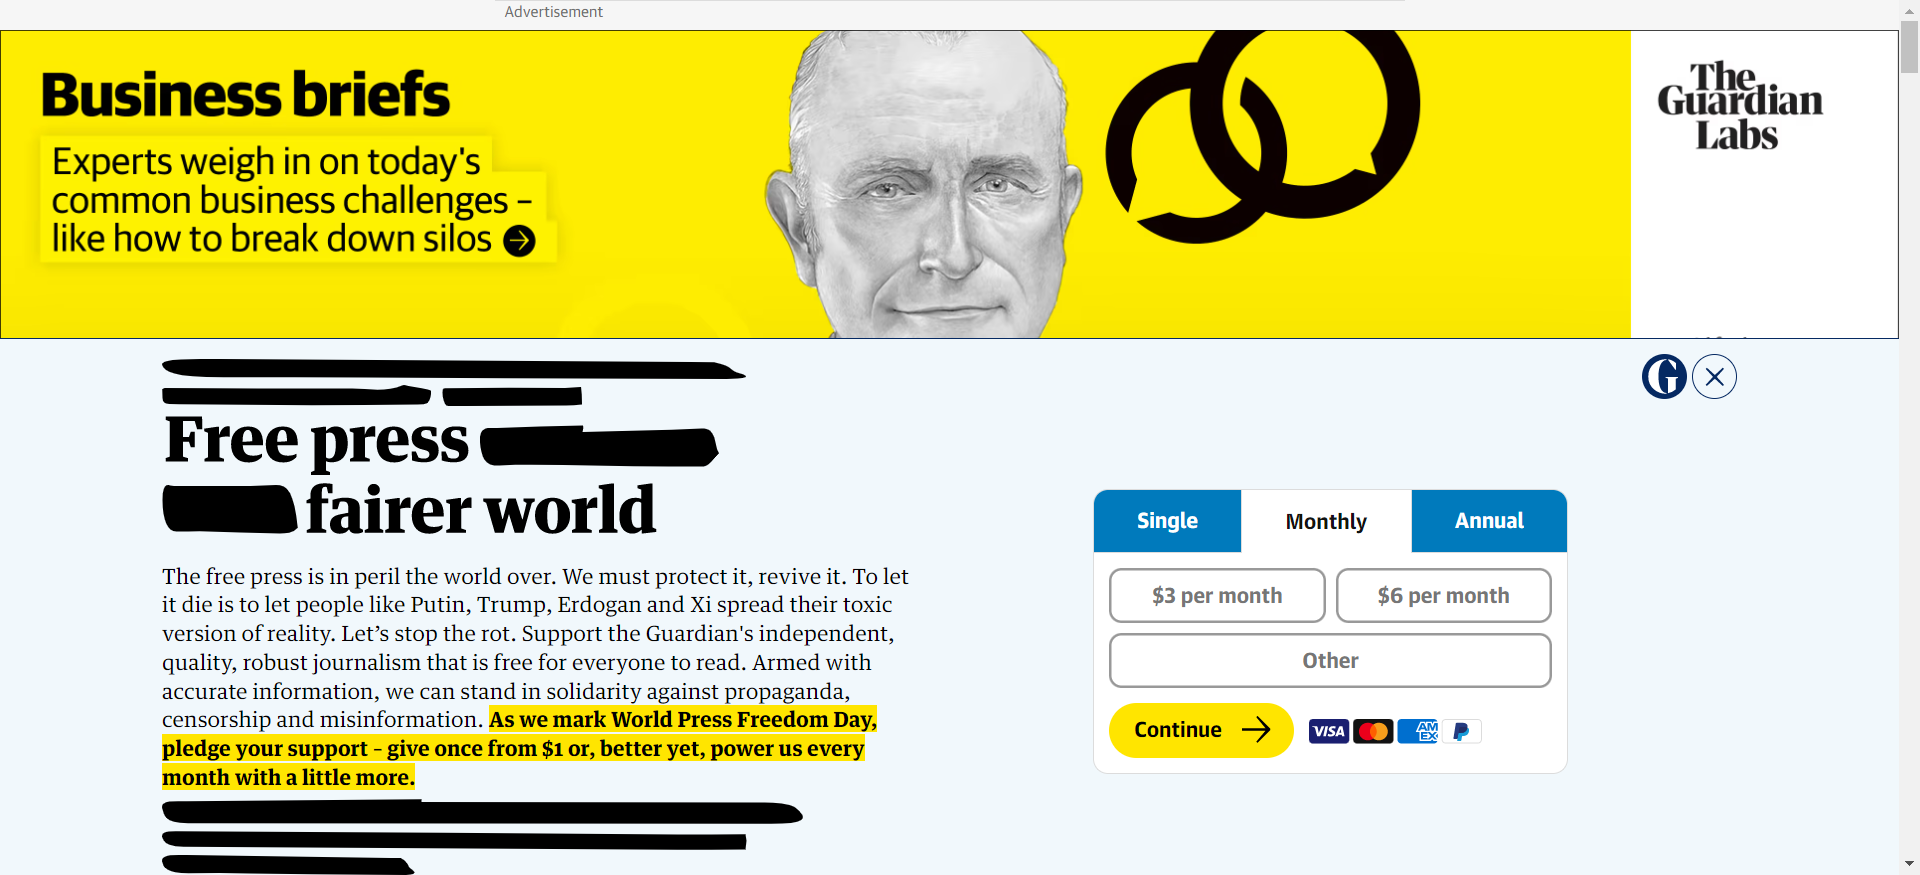 Advertisement
Business briefs
Experts weigh in on today's
common business challenges –
like how to break down silos
The
Guardian
Labs
Free press
fairer world
The free press is in peril the world over. We must protect it, revive it. To let
it die is to let people like Putin, Trump, Erdogan and Xi spread their toxic
version of reality. Let’s stop the rot. Support the Guardian's independent,
quality, robust journalism that is free for everyone to read. Armed with
accurate information, we can stand in solidarity against propaganda,
censorship and misinformation. As we mark World Press Freedom Day,
pledge your support – give once from $1 or, better yet, power us every
month with a little more.
G
Single Monthly Annual
$3 per month $6 per month
Other
Continue VISA AM EX